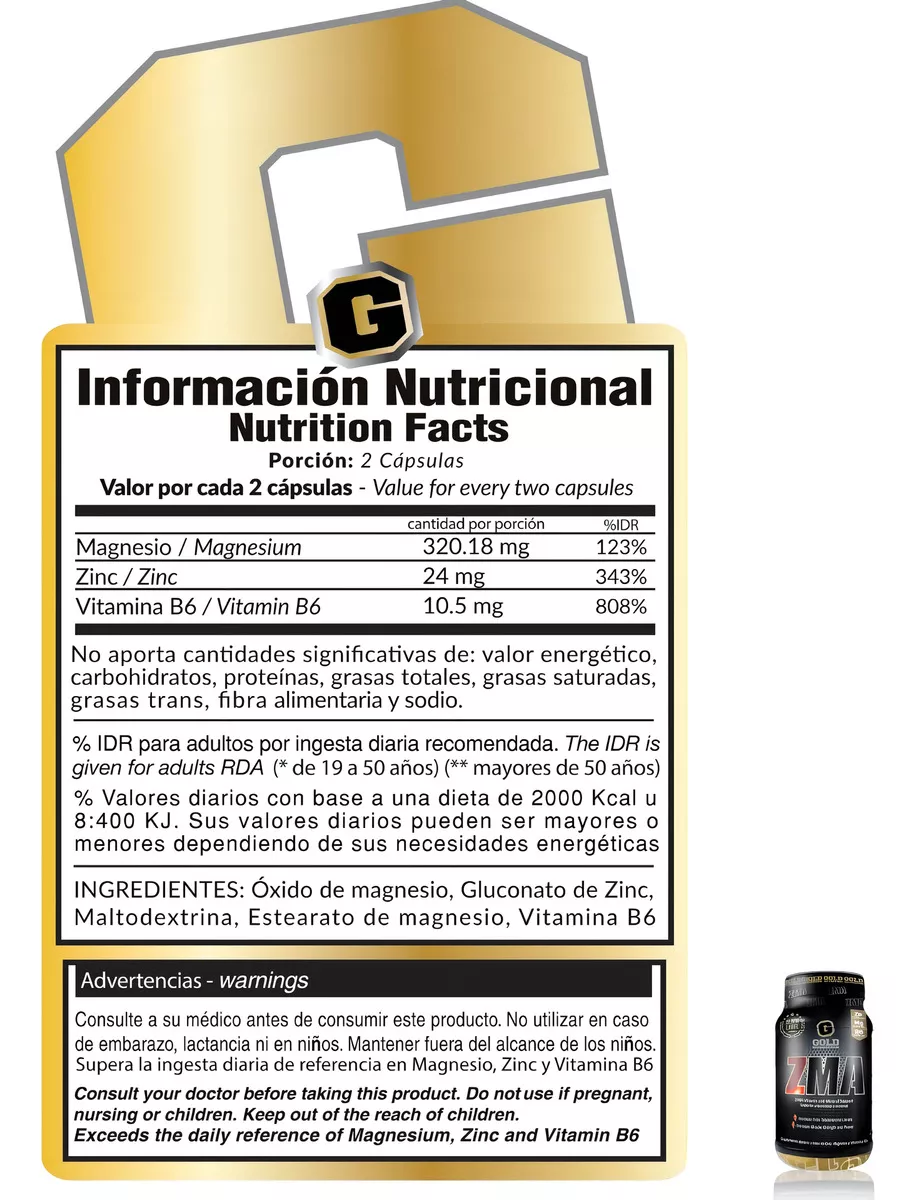 G
Información Nutricional
Nutrition Facts
Porción: 2 Cápsulas
Valor por cada 2 cápsulas - Value for every two capsules
cantidad por porción %IDR
Magnesio / Magnesium 320.18 mg 123%
Zinc / Zinc 24 mg 343%
Vitamina B6 / Vitamin B6 10.5 mg 808%
No aporta cantidades significativas de: valor energético,
carbohidratos, proteínas, grasas totales, grasas saturadas,
grasas trans, fibra alimentaria y sodio.
% IDR para adultos por ingesta diaria recomendada. The IDR is
given for adults RDA (* de 19 a 50 años) (** mayores de 50 años)
% Valores diarios con base a una dieta de 2000 Kcal u
8:400 KJ. Sus valores diarios pueden ser mayores o
menores dependiendo de sus necesidades energéticas
INGREDIENTES: Óxido de magnesio, Gluconato de Zinc,
Maltodextrina, Estearato de magnesio, Vitamina B6
Advertencias - warnings
Consulte a su médico antes de consumir este producto. No utilizar en caso
de embarazo, lactancia ni en niños. Mantener fuera del alcance de los niños.
Supera la ingesta diaria de referencia en Magnesio, Zinc y Vitamina B6
Consult your doctor before taking this product. Do not use if pregnant,
nursing or children. Keep out of the reach of children.
Exceeds the daily reference of Magnesium, Zinc and Vitamin B6
GOLD GOLD GOLD
G
GOLD
ZMA